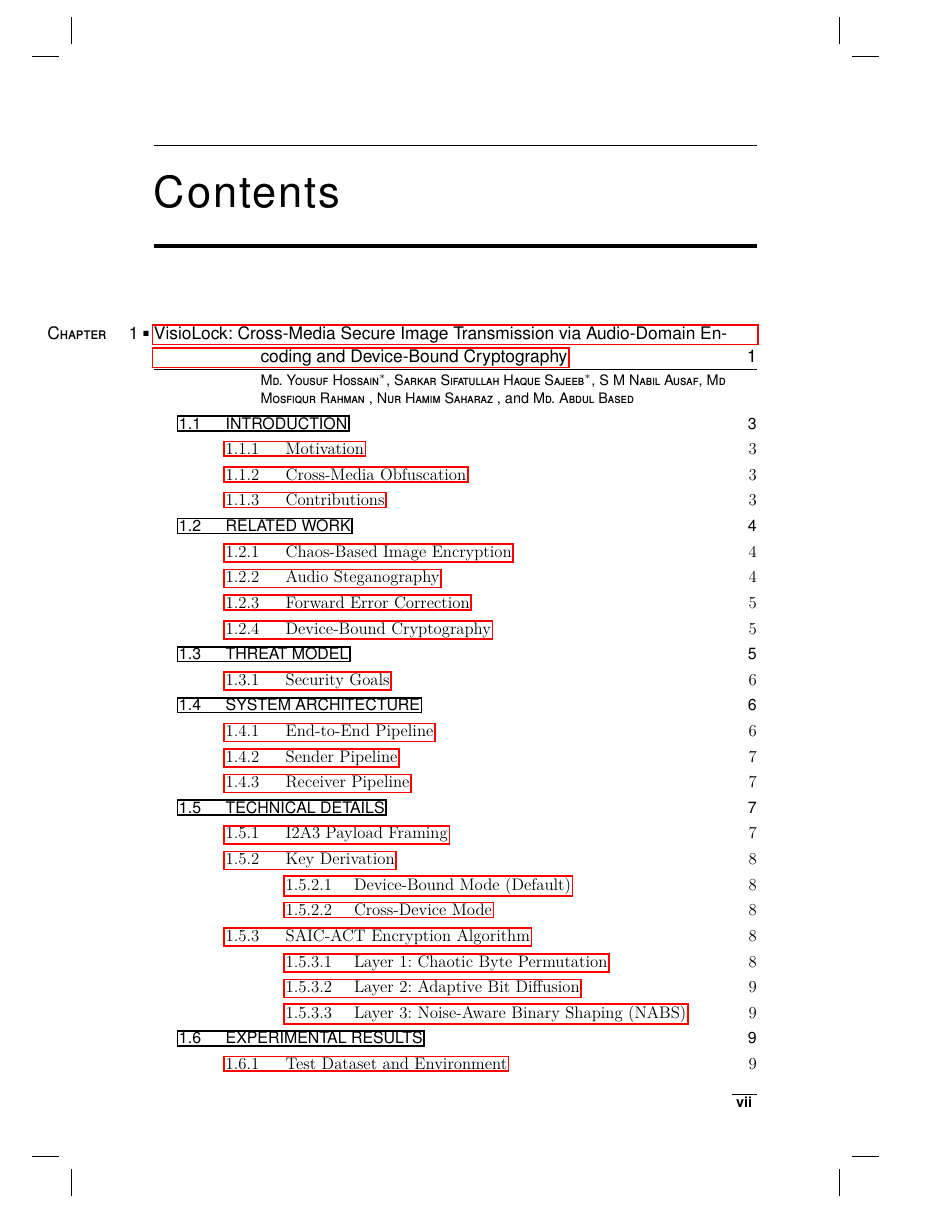 Contents
Chapter 1 ▪ VisioLock: Cross-Media Secure Image Transmission via Audio-Domain En-
coding and Device-Bound Cryptography 1
Md. Yousuf Hossain*, Sarkar Sifatullah Haque Sajeeb*, S M Nabil Ausaf, Md
Mosfiqur Rahman , Nur Hamim Saharaz , and Md. Abdul Based
1.1 INTRODUCTION 3
1.1.1 Motivation 3
1.1.2 Cross-Media Obfuscation 3
1.1.3 Contributions 3
1.2 RELATED WORK 4
1.2.1 Chaos-Based Image Encryption 4
1.2.2 Audio Steganography 4
1.2.3 Forward Error Correction 5
1.2.4 Device-Bound Cryptography 5
1.3 THREAT MODEL 5
1.3.1 Security Goals 6
1.4 SYSTEM ARCHITECTURE 6
1.4.1 End-to-End Pipeline 6
1.4.2 Sender Pipeline 7
1.4.3 Receiver Pipeline 7
1.5 TECHNICAL DETAILS 7
1.5.1 I2A3 Payload Framing 7
1.5.2 Key Derivation 8
1.5.2.1 Device-Bound Mode (Default) 8
1.5.2.2 Cross-Device Mode 8
1.5.3 SAIC-ACT Encryption Algorithm 8
1.5.3.1 Layer 1: Chaotic Byte Permutation 8
1.5.3.2 Layer 2: Adaptive Bit Diffusion 9
1.5.3.3 Layer 3: Noise-Aware Binary Shaping (NABS) 9
1.6 EXPERIMENTAL RESULTS 9
1.6.1 Test Dataset and Environment 9
vii